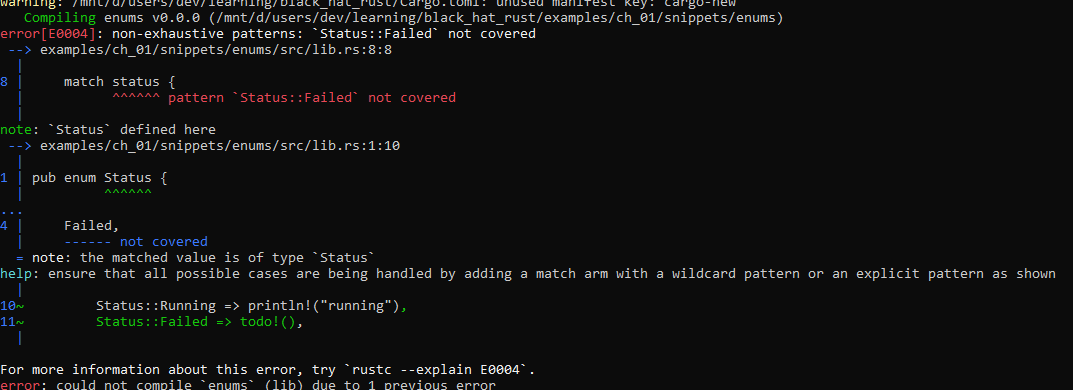 warning: /mnt/d/users/dev/learning/black_hat_rust/Cargo.toml: unused manifest key: cargo-new
   Compiling enums v0.0.0 (/mnt/d/users/dev/learning/black_hat_rust/examples/ch_01/snippets/enums)
error[E0004]: non-exhaustive patterns: `Status::Failed` not covered
 --> examples/ch_01/snippets/enums/src/lib.rs:8:8
  |
8 |     match status {
  |           ^^^^^^ pattern `Status::Failed` not covered
  |
note: `Status` defined here
 --> examples/ch_01/snippets/enums/src/lib.rs:1:10
  |
1 | pub enum Status {
  |          ^^^^^^
...
4 |     Failed,
  |     ------ not covered
  = note: the matched value is of type `Status`
help: ensure that all possible cases are being handled by adding a match arm with a wildcard pattern or an explicit pattern as shown
  |
10~         Status::Running => println!("running"),
11~         Status::Failed => todo!(),
  |
For more information about this error, try `rustc --explain E0004`.
error: could not compile `enums` (lib) due to 1 previous error